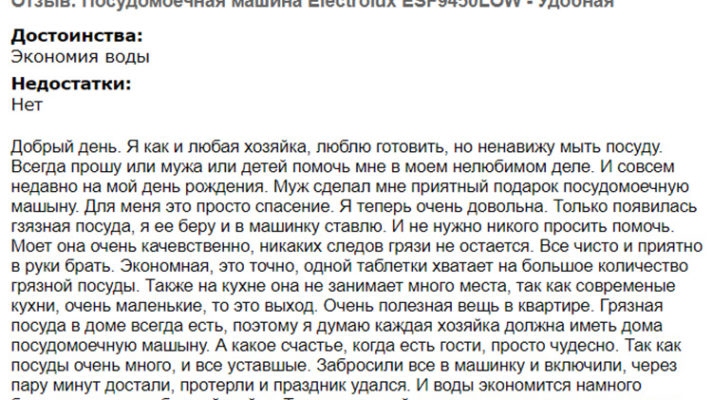 Отзыв: Посудомоечная машина Electrolux ESF9450LOW - Удобная
Достоинства:
Экономия воды
Недостатки:
Нет
Добрый день. Я как и любая хозяйка, люблю готовить, но ненавижу мыть посуду.
Всегда прошу или мужа или детей помочь мне в моем нелюбимом деле. И совсем
недавно на мой день рождения. Муж сделал мне приятный подарок посудомоечную
машыну. Для меня это просто спасение. Я теперь очень довольна. Только появилась
гзязная посуда, я ее беру и в машинку ставлю. И не нужно никого просить помочь.
Моет она очень качевственно, никаких следов грязи не остается. Все чисто и приятно
в руки брать. Экономная, это точно, одной таблетки хватает на большое количество
грязной посуды. Также на кухне она не занимает много места, так как современые
кухни, очень маленькие, то это выход. Очень полезная вещь в квартире. Грязная
посуда в доме всегда есть, поэтому я думаю каждая хозяйка должна иметь дома
посудомоечную машыну. А какое счастье, когда есть гости, просто чудесно. Так как
посуды очень много, и все уставшые. Забросили все в машинку и включили, через
пару минут достали, протерли и праздник удался. И воды экономится намного